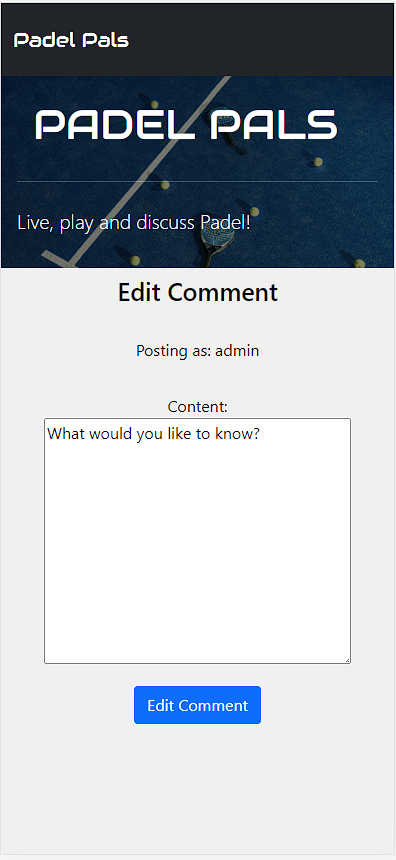 Padel Pals
PADEL PALS
Live, play and discuss Padel!
Edit Comment
Posting as: admin
Content:
What would you like to know?
Edit Comment